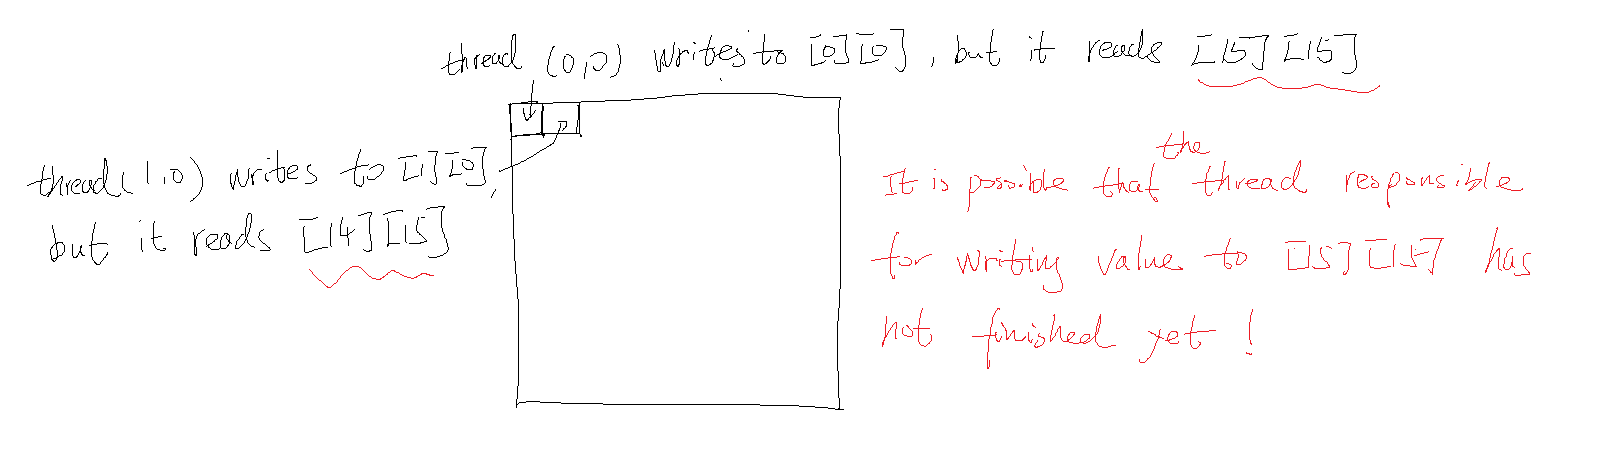 thread (0,0) writes to [0][0], but it reads [15][15]
thread(1,0) writes to [1][0],
but it reads [14][15]
It is possible that the thread responsible
for writing value to [15][15] has
not finished yet!